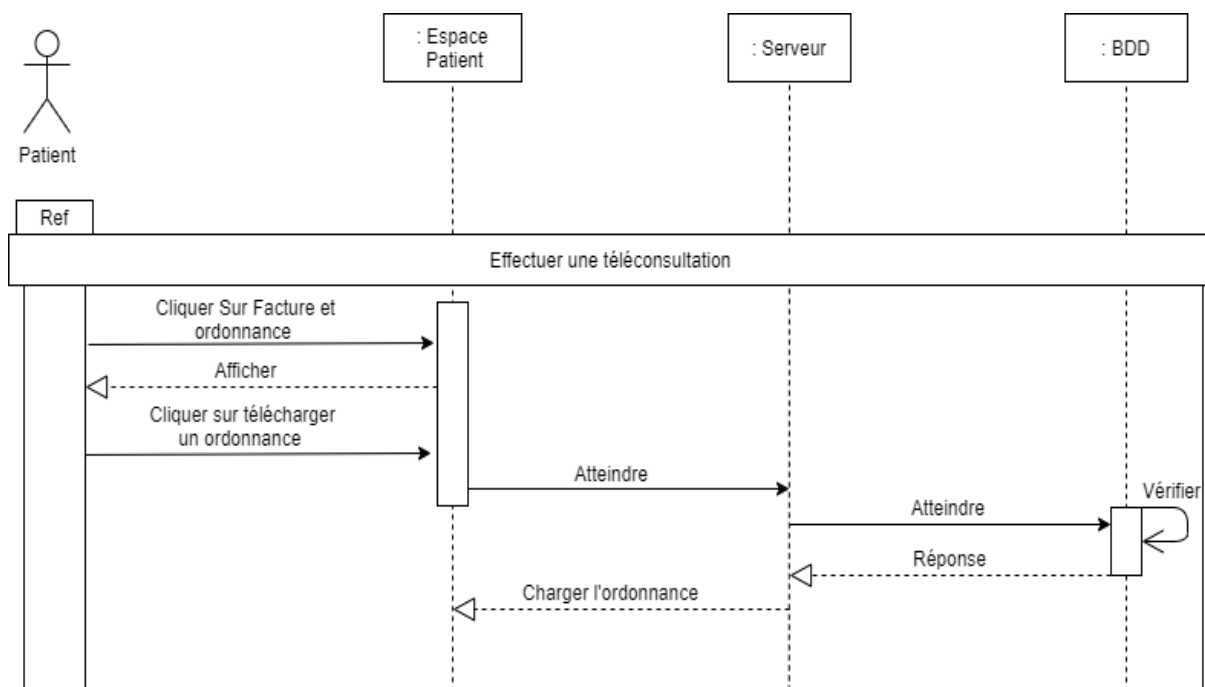 : Espace
Patient
: Serveur
: BDD
Patient
Ref
Effectuer une téléconsultation
Cliquer Sur Facture et
ordonnance
Afficher
Cliquer sur télécharger
un ordonnance
Atteindre
Vérifier
Atteindre
Réponse
Charger l'ordonnance